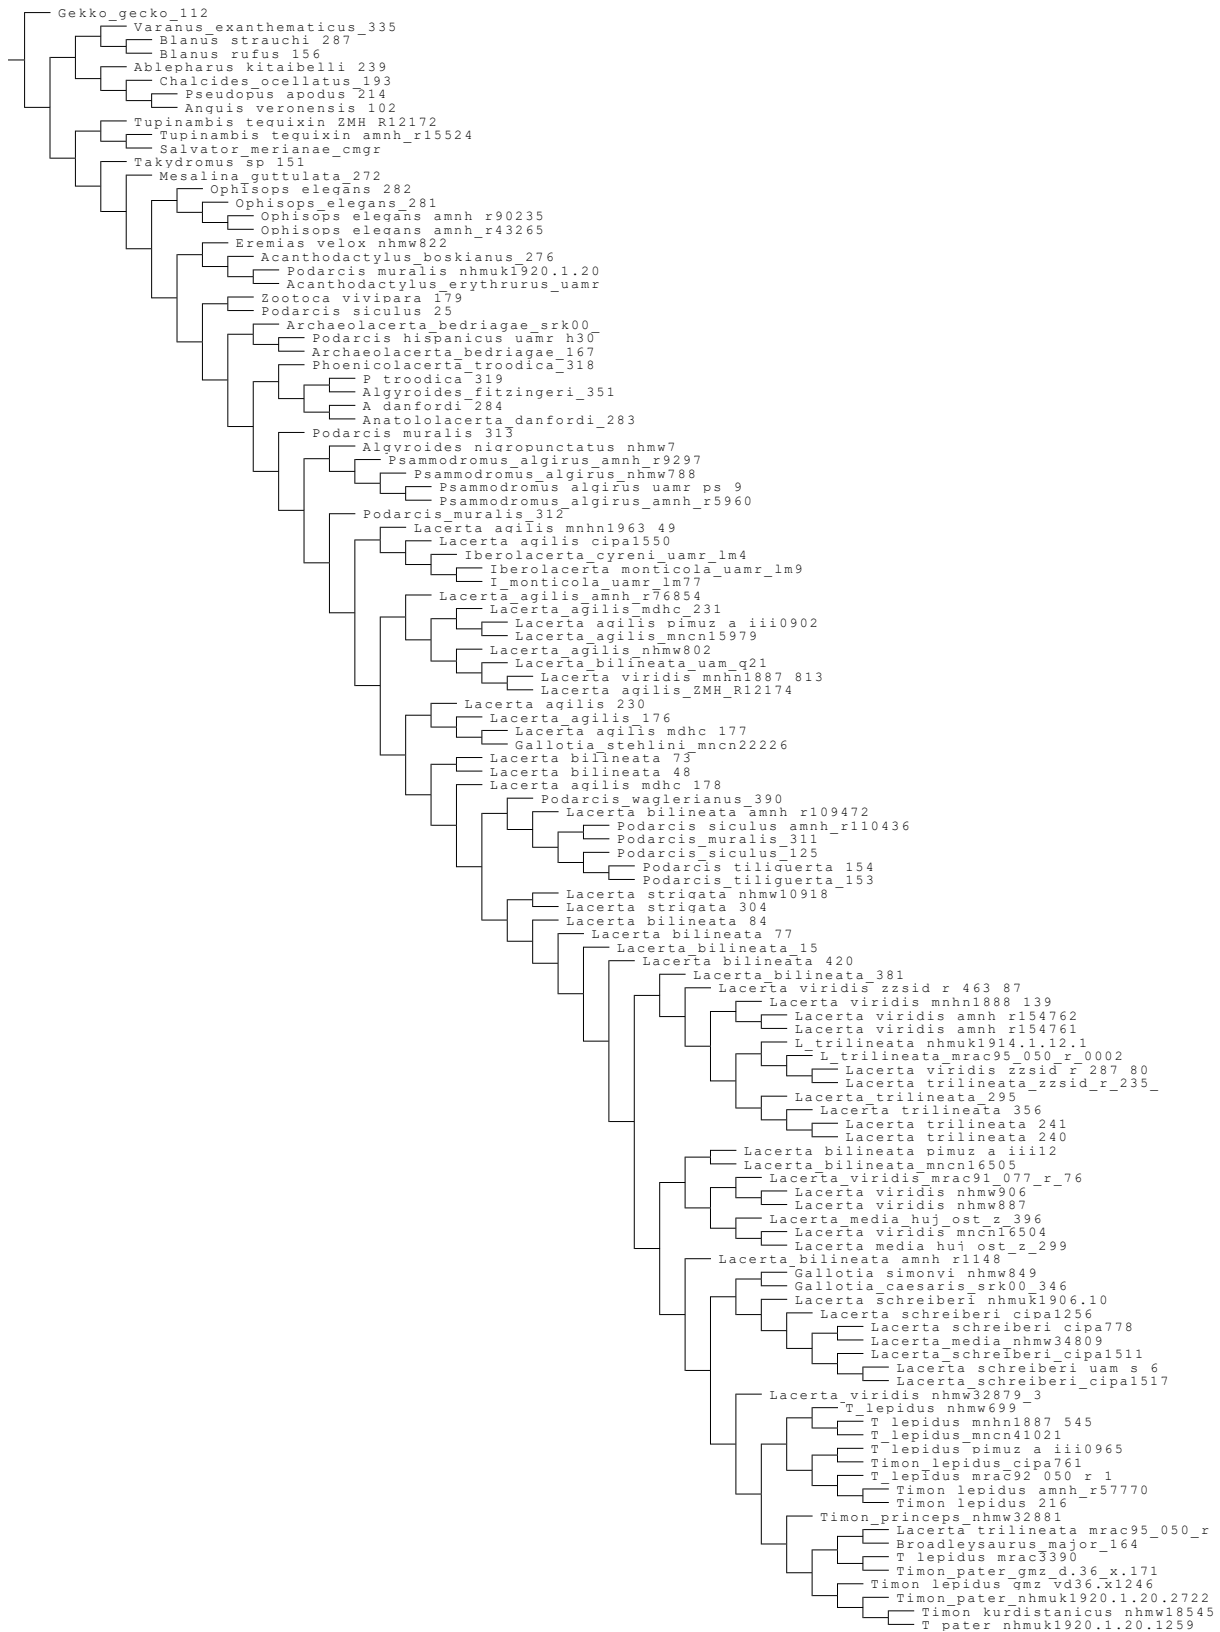 Gekko_gecko_112
Varanus_exanthematicus_335
Blanus_strauchi_287
Blanus_rufus_156
Ablepharus_kitaibelli_239
Chalcides_ocellatus_193
Pseudopus_apodus_214
Anguis_veronensis_102
Tupinambis_teguixin_ZMH_R12172
Tupinambis_teguixin_amnh_r15524
Salvator_merianae_cmgr
Takydromus_sp_151
Mesalina_guttulata_272
Ophisops_elegans_282
Ophisops_elegans_281
Ophisops_elegans_amnh_r90235
Ophisops_elegans_amnh_r43265
Eremias_velox_nhmw822
Acanthodactylus_boskianus_276
Podarcis_muralis_nhmuk1920.1.20
Acanthodactylus_erythrurus_uamr
Zootoca_vivipara_179
Podarcis_siculus_25
Archaeolacerta_bedriagae_srk00_
Podarcis_hispanicus_uamr_h30
Archaeolacerta_bedriagae_167
Phoenicolacerta_troodica_318
P_troodica_319
Algyroides_fitzingeri_351
A_danfordi_284
Anatololacerta_danfordi_283
Podarcis_muralis_313
Algyroides_nigropunctatus_nhmw7
Psammodromus_algirus_amnh_r9297
Psammodromus_algirus_nhmw788
Psammodromus_algirus_uamr_ps_9
Psammodromus_algirus_amnh_r5960
Podarcis_muralis_312
Lacerta_agilis_mnhn1963_49
Lacerta_agilis_cipa1550
Iberolacerta_cyreni_uamr_lm4
Iberolacerta_monticola_uamr_lm9
I_monticola_uamr_lm77
Lacerta_agilis_amnh_r76854
Lacerta_agilis_mdhc_231
Lacerta_agilis_pimuz_a_iii0902
Lacerta_agilis_mncn15979
Lacerta_agilis_nhmw802
Lacerta_bilineata_uam_q21
Lacerta_viridis_mnhn1887_813
Lacerta_agilis_ZMH_R12174
Lacerta_agilis_230
Lacerta_agilis_176
Lacerta_agilis_mdhc_177
Gallotia_stehlini_mncn22226
Lacerta_bilineata_73
Lacerta_bilineata_48
Lacerta_agilis_mdhc_178
Podarcis_waglerianus_390
Lacerta_bilineata_amnh_r109472
Podarcis_siculus_amnh_r110436
Podarcis_muralis_311
Podarcis_siculus_125
Podarcis_tiliguerta_154
Podarcis_tiliguerta_153
Lacerta_strigata_nhmw10918
Lacerta_strigata_304
Lacerta_bilineata_84
Lacerta_bilineata_77
Lacerta_bilineata_15
Lacerta_bilineata_420
Lacerta_bilineata_381
Lacerta_viridis_zzsid_r_463_87
Lacerta_viridis_mnhn1888_139
Lacerta_viridis_amnh_r154762
Lacerta_viridis_amnh_r154761
L_trilineata_nhmuk1914.1.12.1
L_trilineata_mrac95_050_r_0002
Lacerta_viridis_zzsid_r_287_80
Lacerta_trilineata_zzsid_r_235_
Lacerta_trilineata_295
Lacerta_trilineata_356
Lacerta_trilineata_241
Lacerta_trilineata_240
Lacerta_bilineata_pimuz_a_iii12
Lacerta_bilineata_mncn16505
Lacerta_viridis_mrac91_077_r_76
Lacerta_viridis_nhmw906
Lacerta_viridis_nhmw887
Lacerta_media_huj_ost_z_396
Lacerta_viridis_mncn16504
Lacerta_media_huj_ost_z_299
Lacerta_bilineata_amnh_r1148
Gallotia_simonyi_nhmw849
Gallotia_caesaris_srk00_346
Lacerta_schreiberi_nhmuk1906.10
Lacerta_schreiberi_cipa1256
Lacerta_schreiberi_cipa778
Lacerta_media_nhmw34809
Lacerta_schreiberi_cipa1511
Lacerta_schreiberi_uam_s_6
Lacerta_schreiberi_cipa1517
Lacerta_viridis_nhmw32879_3
T_lepidus_nhmw699
T_lepidus_mnhn1887_545
T_lepidus_mncn41021
T_lepidus_pimuz_a_iii0965
Timon_lepidus_cipa761
T_lepidus_mrac92_050_r_1
Timon_lepidus_amnh_r57770
Timon_lepidus_216
Timon_princeps_nhmw32881
Lacerta_trilineata_mrac95_050_r
Broadleysaurus_major_164
T_lepidus_mrac3390
Timon_pater_gmz_d.36_x.171
Timon_lepidus_gmz_vd36.x1246
Timon_pater_nhmuk1920.1.20.2722
Timon_kurdistanicus_nhmw18545
T_pater_nhmuk1920.1.20.1259